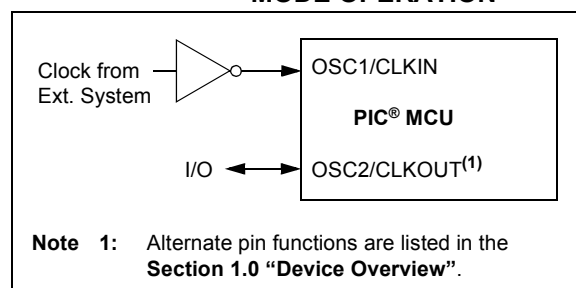 MODE OPERATION
Clock from
Ext. System
OSC1/CLKIN
PIC® MCU
I/O
OSC2/CLKOUT(1)
Note 1: Alternate pin functions are listed in the
Section 1.0 “Device Overview”.